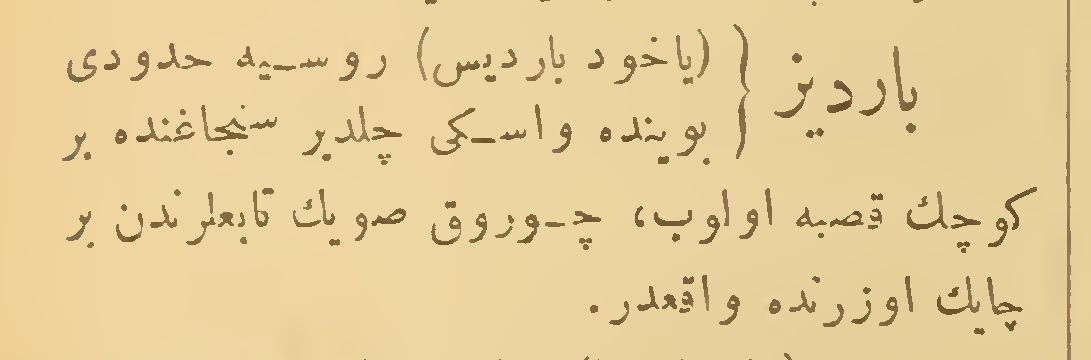 باردیز { (یاخود باردیس) روسیه حدودی
بوینده واسکی چلدیر سنجاغنده بر
کوچك قصبه اولوب، چوروق صویك تابعلرندن بر
چایك اوزرنده واقعدر.